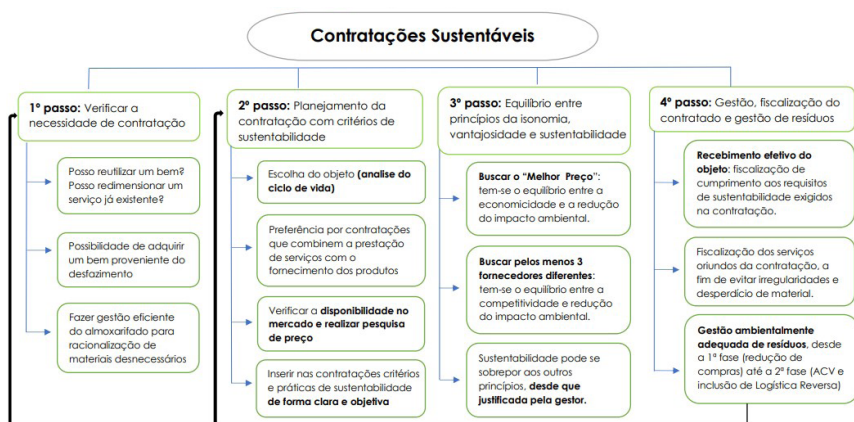 Contratações Sustentáveis
1º passo: Verificar a
necessidade de contratação
Posso reutilizar um bem?
Posso redimensionar um
serviço já existente?
Possibilidade de adquirir
um bem proveniente do
desfazimento
Fazer gestão eficiente
do almoxarifado para
racionalização de
materiais desnecessários
2º passo: Planejamento da
contratação com critérios de
sustentabilidade
Escolha do objeto (analise do
ciclo de vida)
Preferência por contratações
que combinem a prestação
de serviços com o
fornecimento dos produtos
Verificar a disponibilidade no
mercado e realizar pesquisa
de preço
Inserir nas contratações critérios
e práticas de sustentabilidade
de forma clara e objetiva
3º passo: Equilíbrio entre
princípios da isonomia,
vantajosidade e sustentabilidade
Buscar o “Melhor Preço”:
tem-se o equilíbrio entre a
economicidade e a redução
do impacto ambiental.
Buscar pelo menos 3
fornecedores diferentes:
tem-se o equilíbrio entre a
competitividade e redução
do impacto ambiental.
Sustentabilidade pode se
sobrepor aos outros
princípios, desde que
justificada pela gestor.
4º passo: Gestão, fiscalização do
contratado e gestão de resíduos
Recebimento efetivo do
objeto: fiscalização de
cumprimento aos requisitos
de sustentabilidade exigidos
na contratação.
Fiscalização dos serviços
oriundos da contratação, a
fim de evitar irregularidades e
desperdício de material.
Gestão ambientalmente
adequada de resíduos, desde
a 1ª fase (redução de
compras) até a 2ª fase (ACV e
inclusão de Logística Reversa)